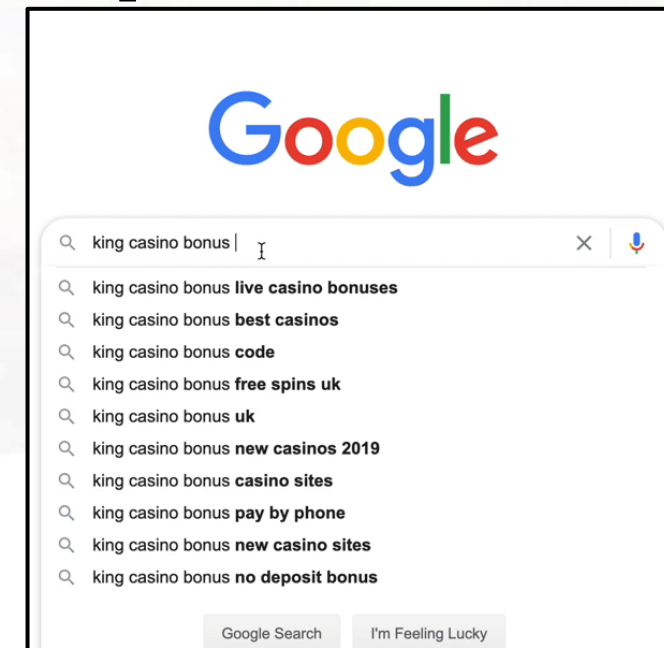 Google
king casino bonus
king casino bonus live casino bonuses
king casino bonus best casinos
king casino bonus code
king casino bonus free spins uk
king casino bonus uk
king casino bonus new casinos 2019
king casino bonus casino sites
king casino bonus pay by phone
king casino bonus new casino sites
king casino bonus no deposit bonus
Google Search I'm Feeling Lucky